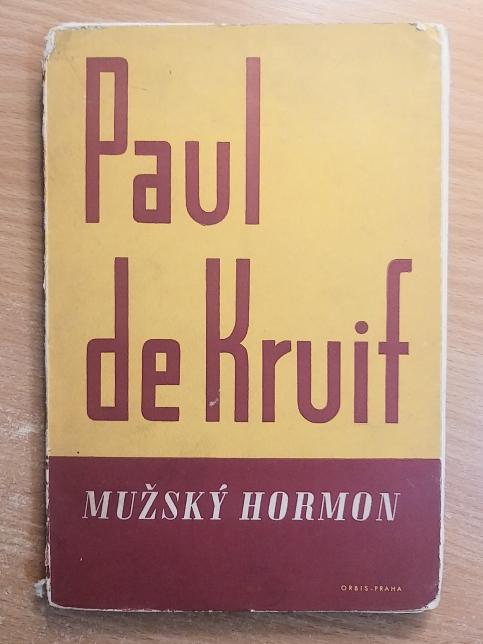 Paul
de Kruif
MUŽSKÝ HORMON
ORBIS-PRAHA